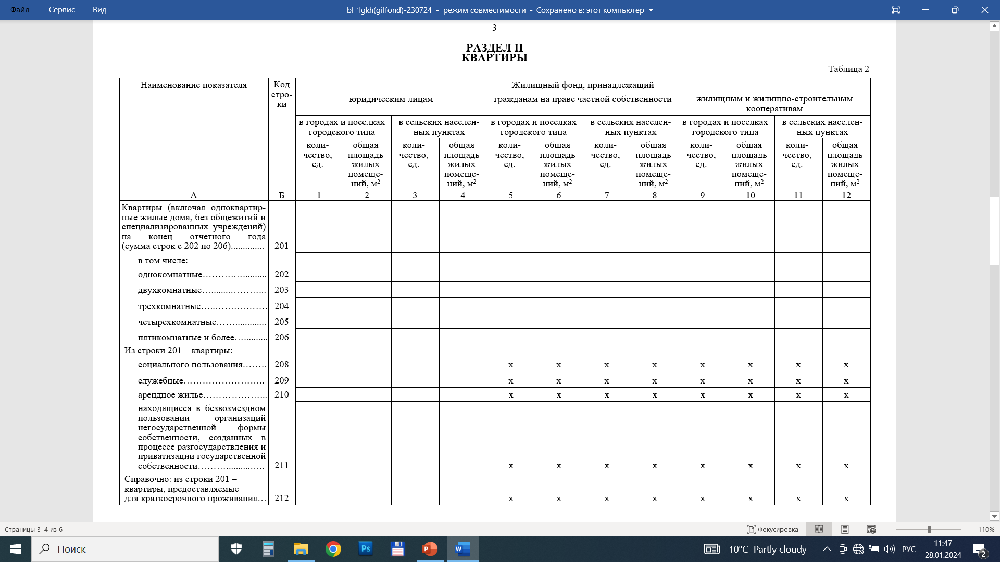 Файл Сервис Вид bl_1gkh(gilfond)-230724 - режим совместимости - Сохранено в: этот компьютер
3
РАЗДЕЛ II
КВАРТИРЫ
Таблица 2
Наименование показателя
Код
стро-
ки
Жилищный фонд, принадлежащий
юридическим лицам
гражданам на праве частной собственности
жилищным и жилищно-строительным
кооперативам
в городах и поселках
городского типа
в сельских населен-
ных пунктах
в городах и поселках
городского типа
в сельских населен-
ных пунктах
в городах и поселках
городского типа
в сельских населен-
ных пунктах
коли-
чество,
ед.
общая
площадь
жилых
помеще-
ний, м²
коли-
чество,
ед.
общая
площадь
жилых
помеще-
ний, м²
коли-
чество,
ед.
общая
площадь
жилых
помеще-
ний, м²
коли-
чество,
ед.
общая
площадь
жилых
помеще-
ний, м²
коли-
чество,
ед.
общая
площадь
жилых
помеще-
ний, м²
коли-
чество,
ед.
общая
площадь
жилых
помеще-
ний, м²
А Б 1 2 3 4 5 6 7 8 9 10 11 12
Квартиры (включая одноквартир-
ные жилые дома, без общежитий и
специализированных учреждений)
на конец отчетного года
(сумма строк с 202 по 206).............. 201
в том числе:
однокомнатные……….…......... 202
двухкомнатные…........………... 203
трехкомнатные…..…….………. 204
четырехкомнатные……............. 205
пятикомнатные и более…......... 206
Из строки 201 – квартиры:
социального пользования…….. 208 x x x x x x x x
служебные…………………….. 209 x x x x x x x x
арендное жилье………………... 210 x x x x x x x x
находящиеся в безвозмездном
пользовании организаций
негосударственной формы
собственности, созданных в
процессе разгосударствления и
приватизации государственной
собственности………..........….. 211 x x x x x x x x
Справочно: из строки 201 –
квартиры, предоставляемые
для краткосрочного проживания… 212 x x x x x x x x
Страницы 3–4 из 6 Фокусировка 110%
Поиск
-10°C Partly cloudy
РУС
11:47
28.01.2024
2